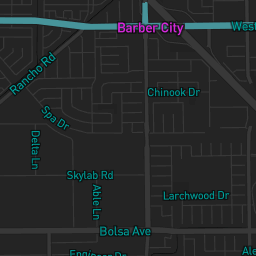 Barber City
West
Rancho Rd
Chinook Dr
Spa Dr
Delta Ln
Skylab Rd
Able Ln
Larchwood Dr
Bolsa Ave